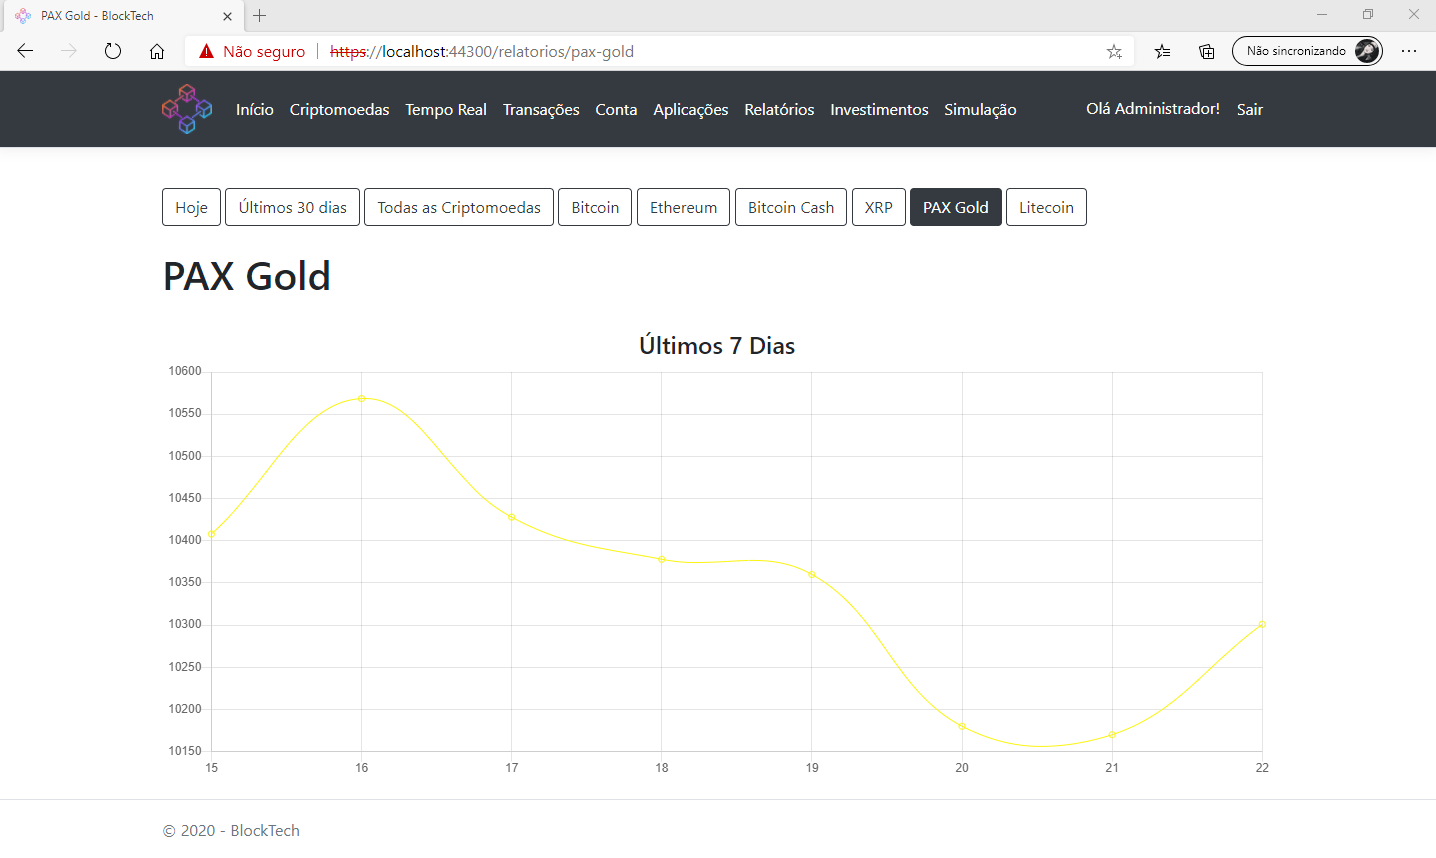 PAX Gold - BlockTech
Não seguro https://localhost:44300/relatorios/pax-gold Não sincronizando
Início Criptomoedas Tempo Real Transações Conta Aplicações Relatórios Investimentos Simulação Olá Administrador! Sair
Hoje Últimos 30 dias Todas as Criptomoedas Bitcoin Ethereum Bitcoin Cash XRP PAX Gold Litecoin
PAX Gold
Últimos 7 Dias
10600
10550
10500
10450
10400
10350
10300
10250
10200
10150
15 16 17 18 19 20 21 22
© 2020 - BlockTech